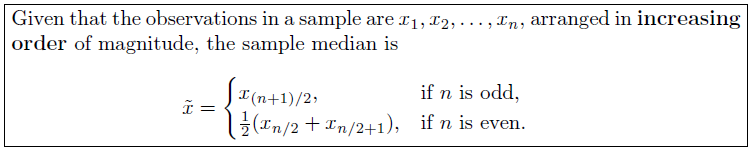 Given that the observations in a sample are x₁, x₂, . . . , xₙ, arranged in increasing
order of magnitude, the sample median is
x̃ = { x₍ₙ₊₁₎/₂, if n is odd,
½(xₙ/₂ + xₙ/₂₊₁), if n is even.